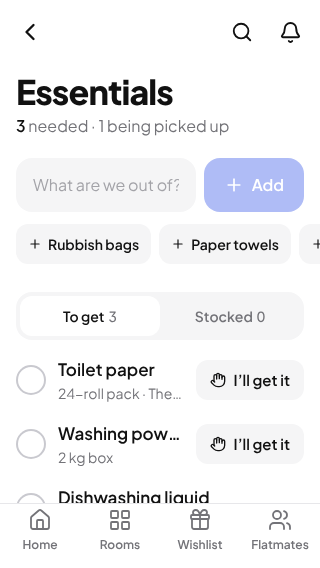 Essentials
3 needed · 1 being picked up
What are we out of?
+ Add
+ Rubbish bags
+ Paper towels
+
To get 3
Stocked 0
Toilet paper
24-roll pack · The…
I'll get it
Washing pow…
2 kg box
I'll get it
Dishwashing liquid
Home
Rooms
Wishlist
Flatmates